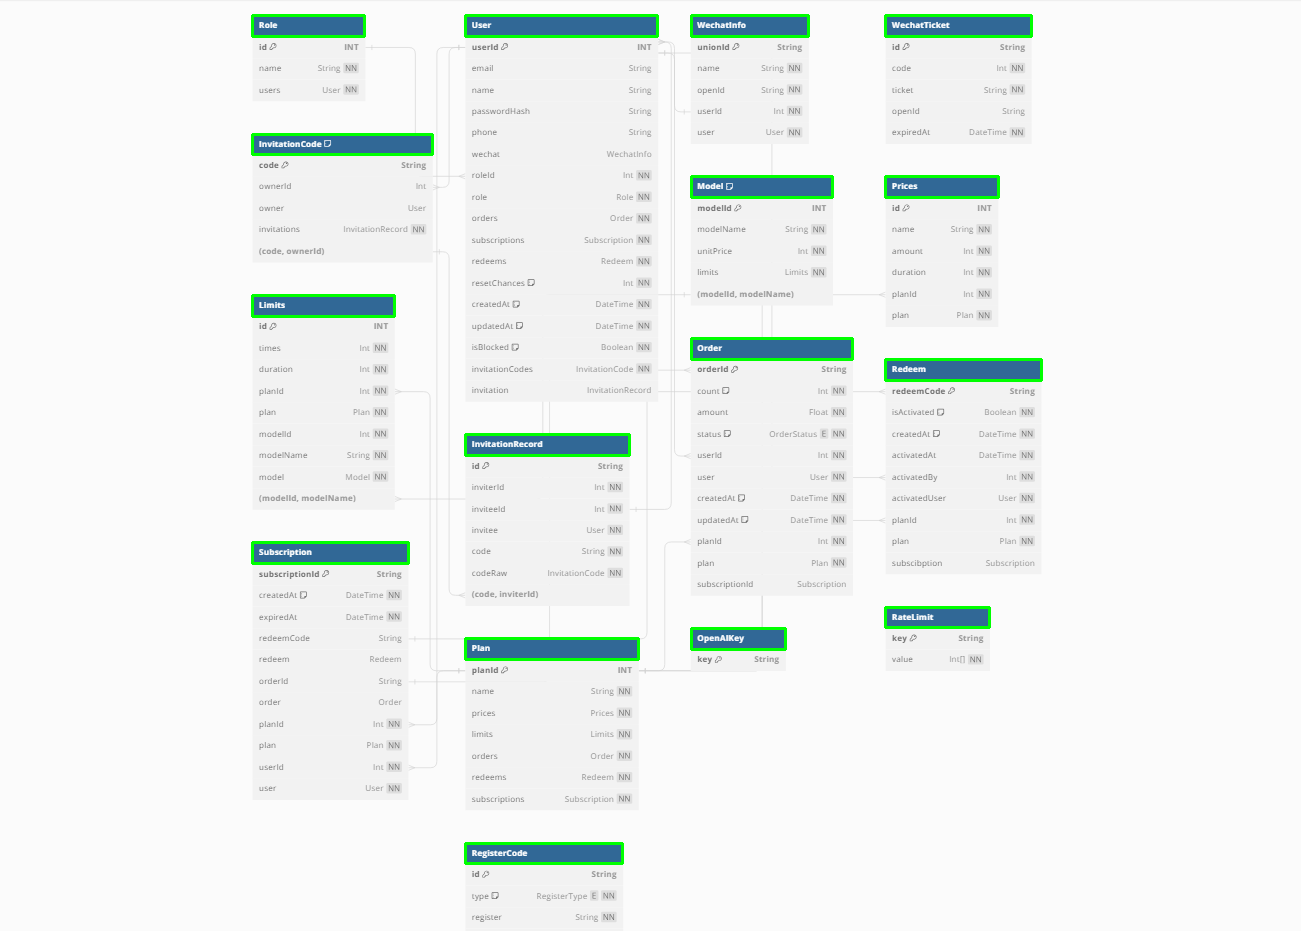 Role
id INT
name String NN
users User NN
InvitationCode
code String
ownerId Int
owner User
invitations InvitationRecord NN
(code, ownerId)
Limits
id INT
times Int NN
duration Int NN
planId Int NN
plan Plan NN
modelId Int NN
modelName String NN
model Model NN
(modelId, modelName)
Subscription
subscriptionId String
createdAt DateTime NN
expiredAt DateTime NN
redeemCode String
redeem Redeem
orderId String
order Order
planId Int NN
plan Plan NN
userId Int NN
user User NN
User
userId INT
email String
name String
passwordHash String
phone String
wechat WechatInfo
roleId Int NN
role Role NN
orders Order NN
subscriptions Subscription NN
redeems Redeem NN
resetChances Int NN
createdAt DateTime NN
updatedAt DateTime NN
isBlocked Boolean NN
invitationCodes InvitationCode NN
invitation InvitationRecord
InvitationRecord
id String
inviterId Int NN
inviteeId Int NN
invitee User NN
code String NN
codeRaw InvitationCode NN
(code, inviterId)
Plan
planId INT
name String NN
prices Prices NN
limits Limits NN
orders Order NN
redeems Redeem NN
subscriptions Subscription NN
RegisterCode
id String
type RegisterType E NN
register String NN
WechatInfo
unionId String
name String NN
openId String NN
userId Int NN
user User NN
Model
modelId INT
modelName String NN
unitPrice Int NN
limits Limits NN
(modelId, modelName)
Order
orderId String
count Int NN
amount Float NN
status OrderStatus E NN
userId Int NN
user User NN
createdAt DateTime NN
updatedAt DateTime NN
planId Int NN
plan Plan NN
subscriptionId Subscription
OpenAIKey
key String
WechatTicket
id String
code Int NN
ticket String NN
openId String
expiredAt DateTime NN
Prices
id INT
name String NN
amount Int NN
duration Int NN
planId Int NN
plan Plan NN
Redeem
redeemCode String
isActivated Boolean NN
createdAt DateTime NN
activatedAt DateTime NN
activatedBy Int NN
activatedUser User NN
planId Int NN
plan Plan NN
subscibption Subscription
RateLimit
key String
value Int[] NN